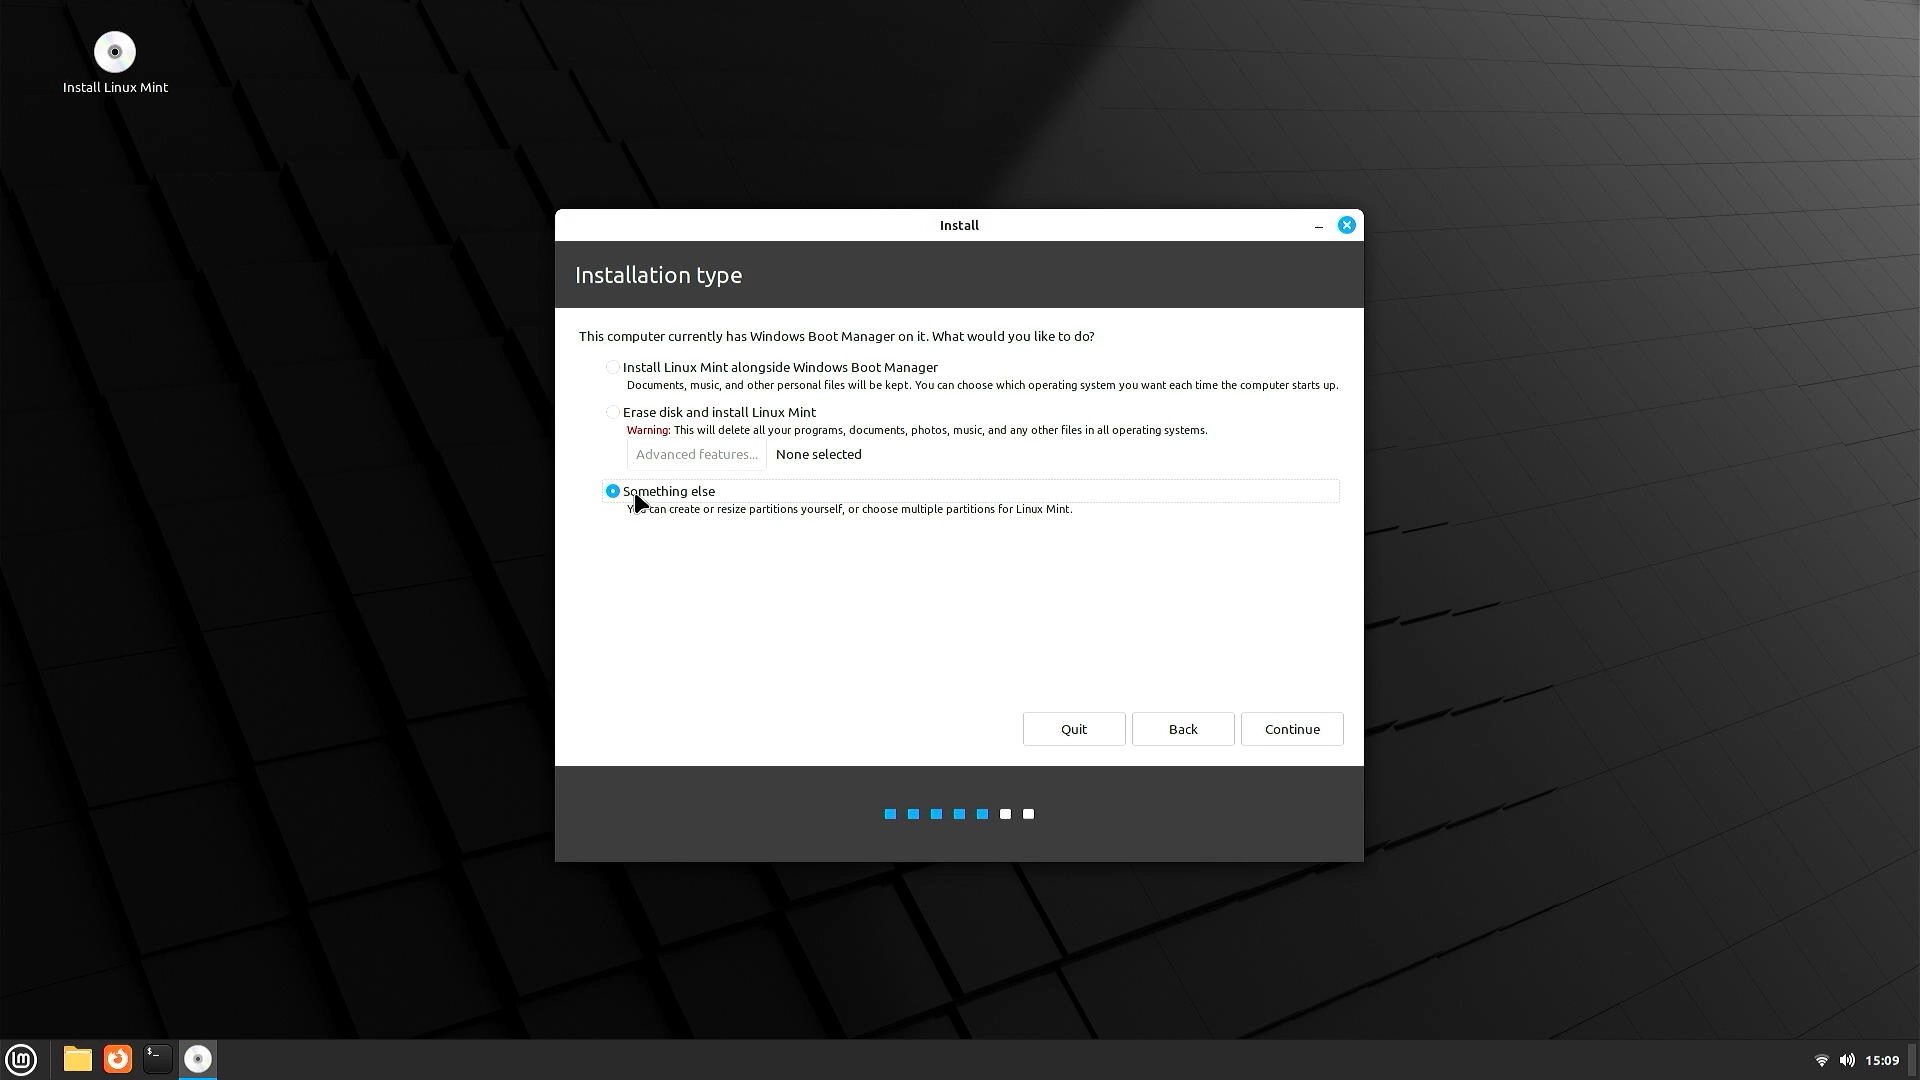 Install Linux Mint
Install
Installation type
This computer currently has Windows Boot Manager on it. What would you like to do?
Install Linux Mint alongside Windows Boot Manager
Documents, music, and other personal files will be kept. You can choose which operating system you want each time the computer starts up.
Erase disk and install Linux Mint
Warning: This will delete all your programs, documents, photos, music, and any other files in all operating systems.
Advanced features... None selected
Something else
You can create or resize partitions yourself, or choose multiple partitions for Linux Mint.
Quit Back Continue
lm $_ 15:09